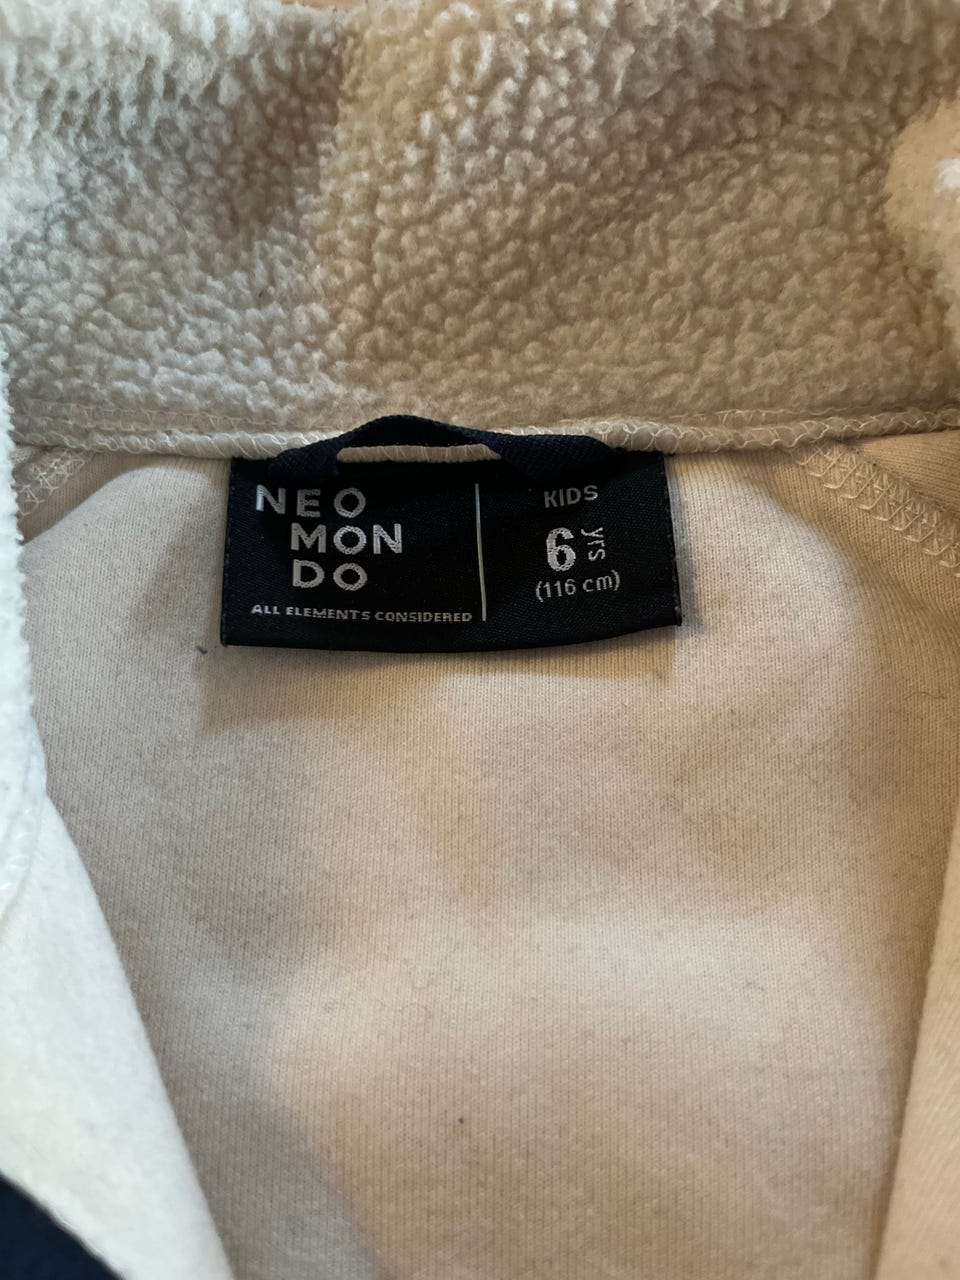 NEO
MON
DO
ALL ELEMENTS CONSIDERED
KIDS
6 yrs
(116 cm)